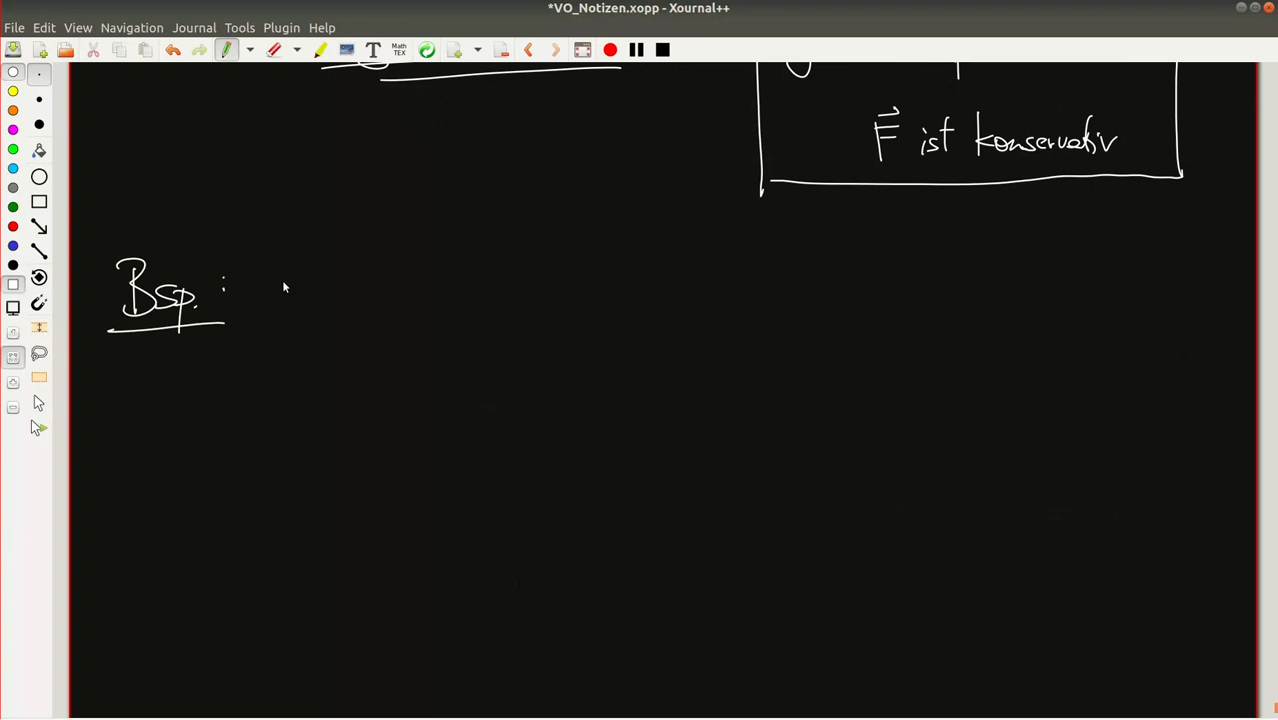 *VO_Notizen.xopp - Xournal++
File Edit View Navigation Journal Tools Plugin Help
T Math TEX
F⃗ ist konservativ
Bsp. :